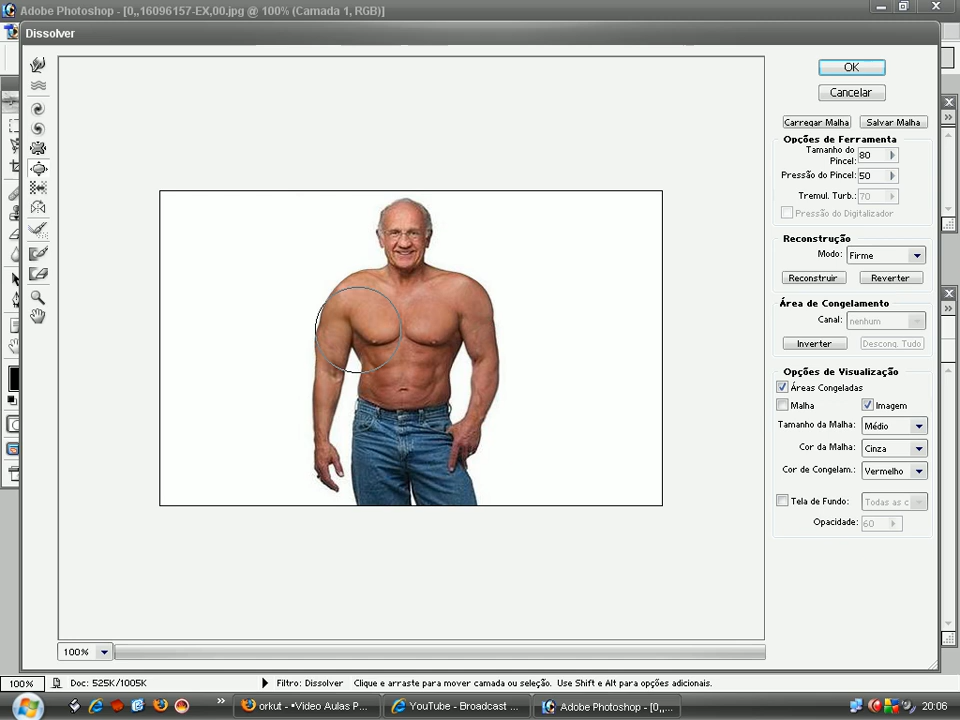 Adobe Photoshop - [0,,16096157-EX,00.jpg @ 100% (Camada 1, RGB)]
Dissolver
OK
Cancelar
Carregar Malha
Salvar Malha
Opções de Ferramenta
Tamanho do
Pincel: 80
Pressão do Pincel: 50
Tremul. Turb.: 70
Pressão do Digitalizador
Reconstrução
Modo: Firme
Reconstruir
Reverter
Área de Congelamento
Canal: nenhum
Inverter
Descong. Tudo
Opções de Visualização
Áreas Congeladas
Malha
Imagem
Tamanho da Malha: Médio
Cor da Malha: Cinza
Cor de Congelam.: Vermelho
Tela de Fundo: Todas as c
Opacidade: 60
100%
100%
Doc: 525K/1005K
Filtro: Dissolver
Clique e arraste para mover camada ou seleção. Use Shift e Alt para opções adicionais.
orkut - •Video Aulas P...
YouTube - Broadcast ...
Adobe Photoshop - [0,,...
20:06